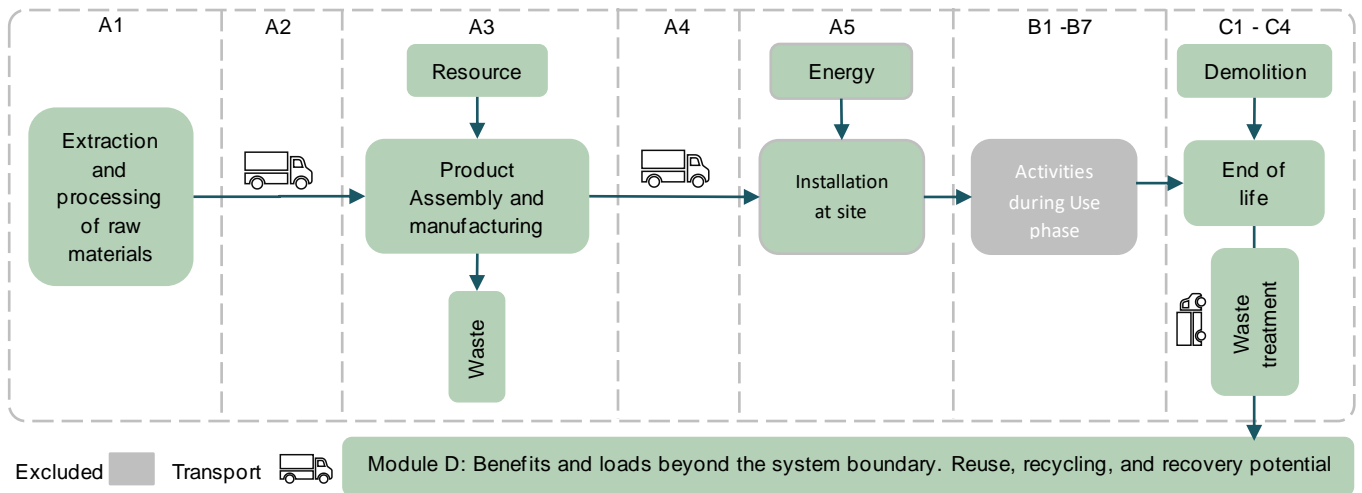 A1
A2
A3
A4
A5
B1 -B7
C1 - C4
Resource
Energy
Demolition
Extraction
and
processing
of raw
materials
Product
Assembly and
manufacturing
Installation
at site
Activities
during Use
phase
End of
life
Waste
Waste
treatment
Excluded
Transport
Module D: Benefits and loads beyond the system boundary. Reuse, recycling, and recovery potential